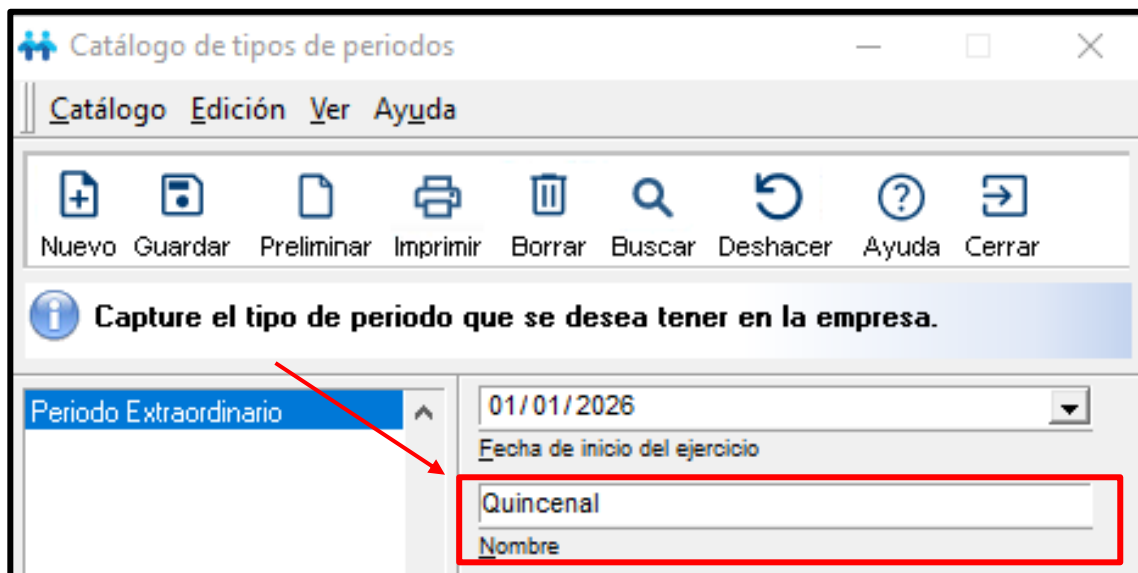 Catálogo de tipos de periodos
Catálogo Edición Ver Ayuda
Nuevo Guardar Preliminar Imprimir Borrar Buscar Deshacer Ayuda Cerrar
Capture el tipo de periodo que se desea tener en la empresa.
Periodo Extraordinario
01/01/2026
Fecha de inicio del ejercicio
Quincenal
Nombre